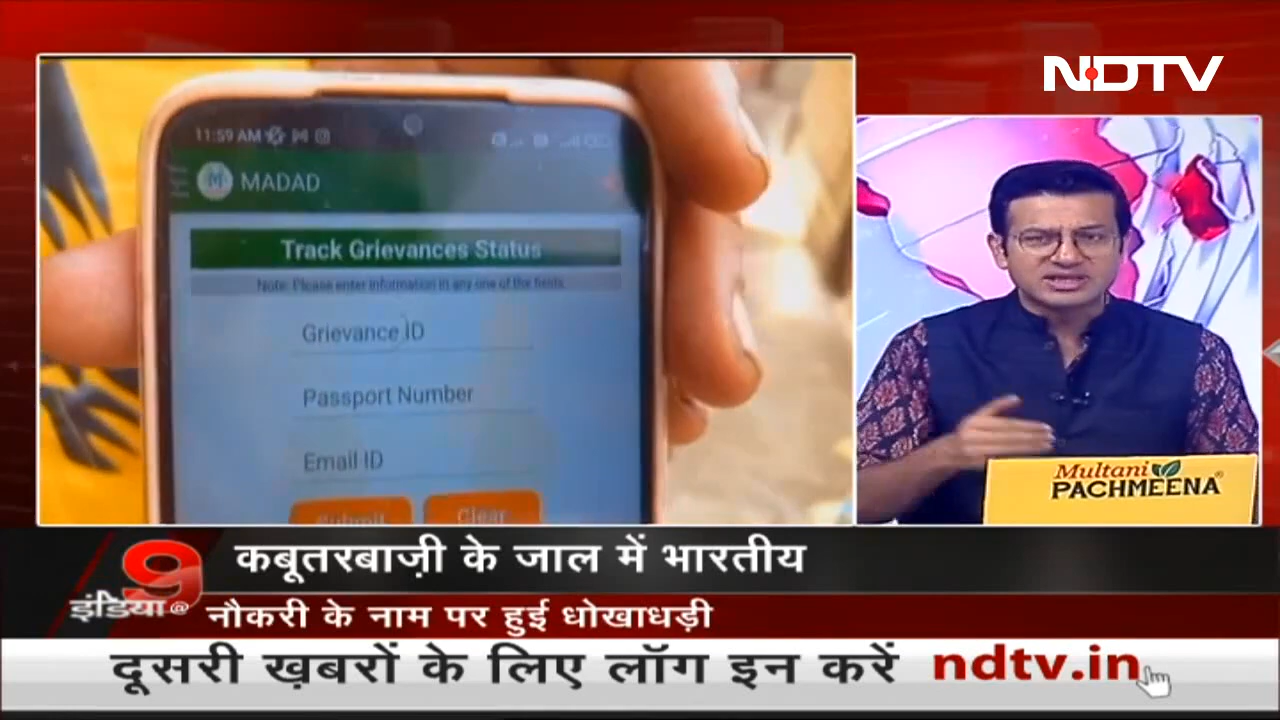 NDTV
11:59 AM
MADAD
Track Grievances Status
Note: Please enter information in any one of the fields.
Grievance ID
Passport Number
Email ID
Submit Clear
Multani
PACHMEENA
इंडिया@9
कबूतरबाज़ी के जाल में भारतीय
नौकरी के नाम पर हुई धोखाधड़ी
दूसरी ख़बरों के लिए लॉग इन करें ndtv.in